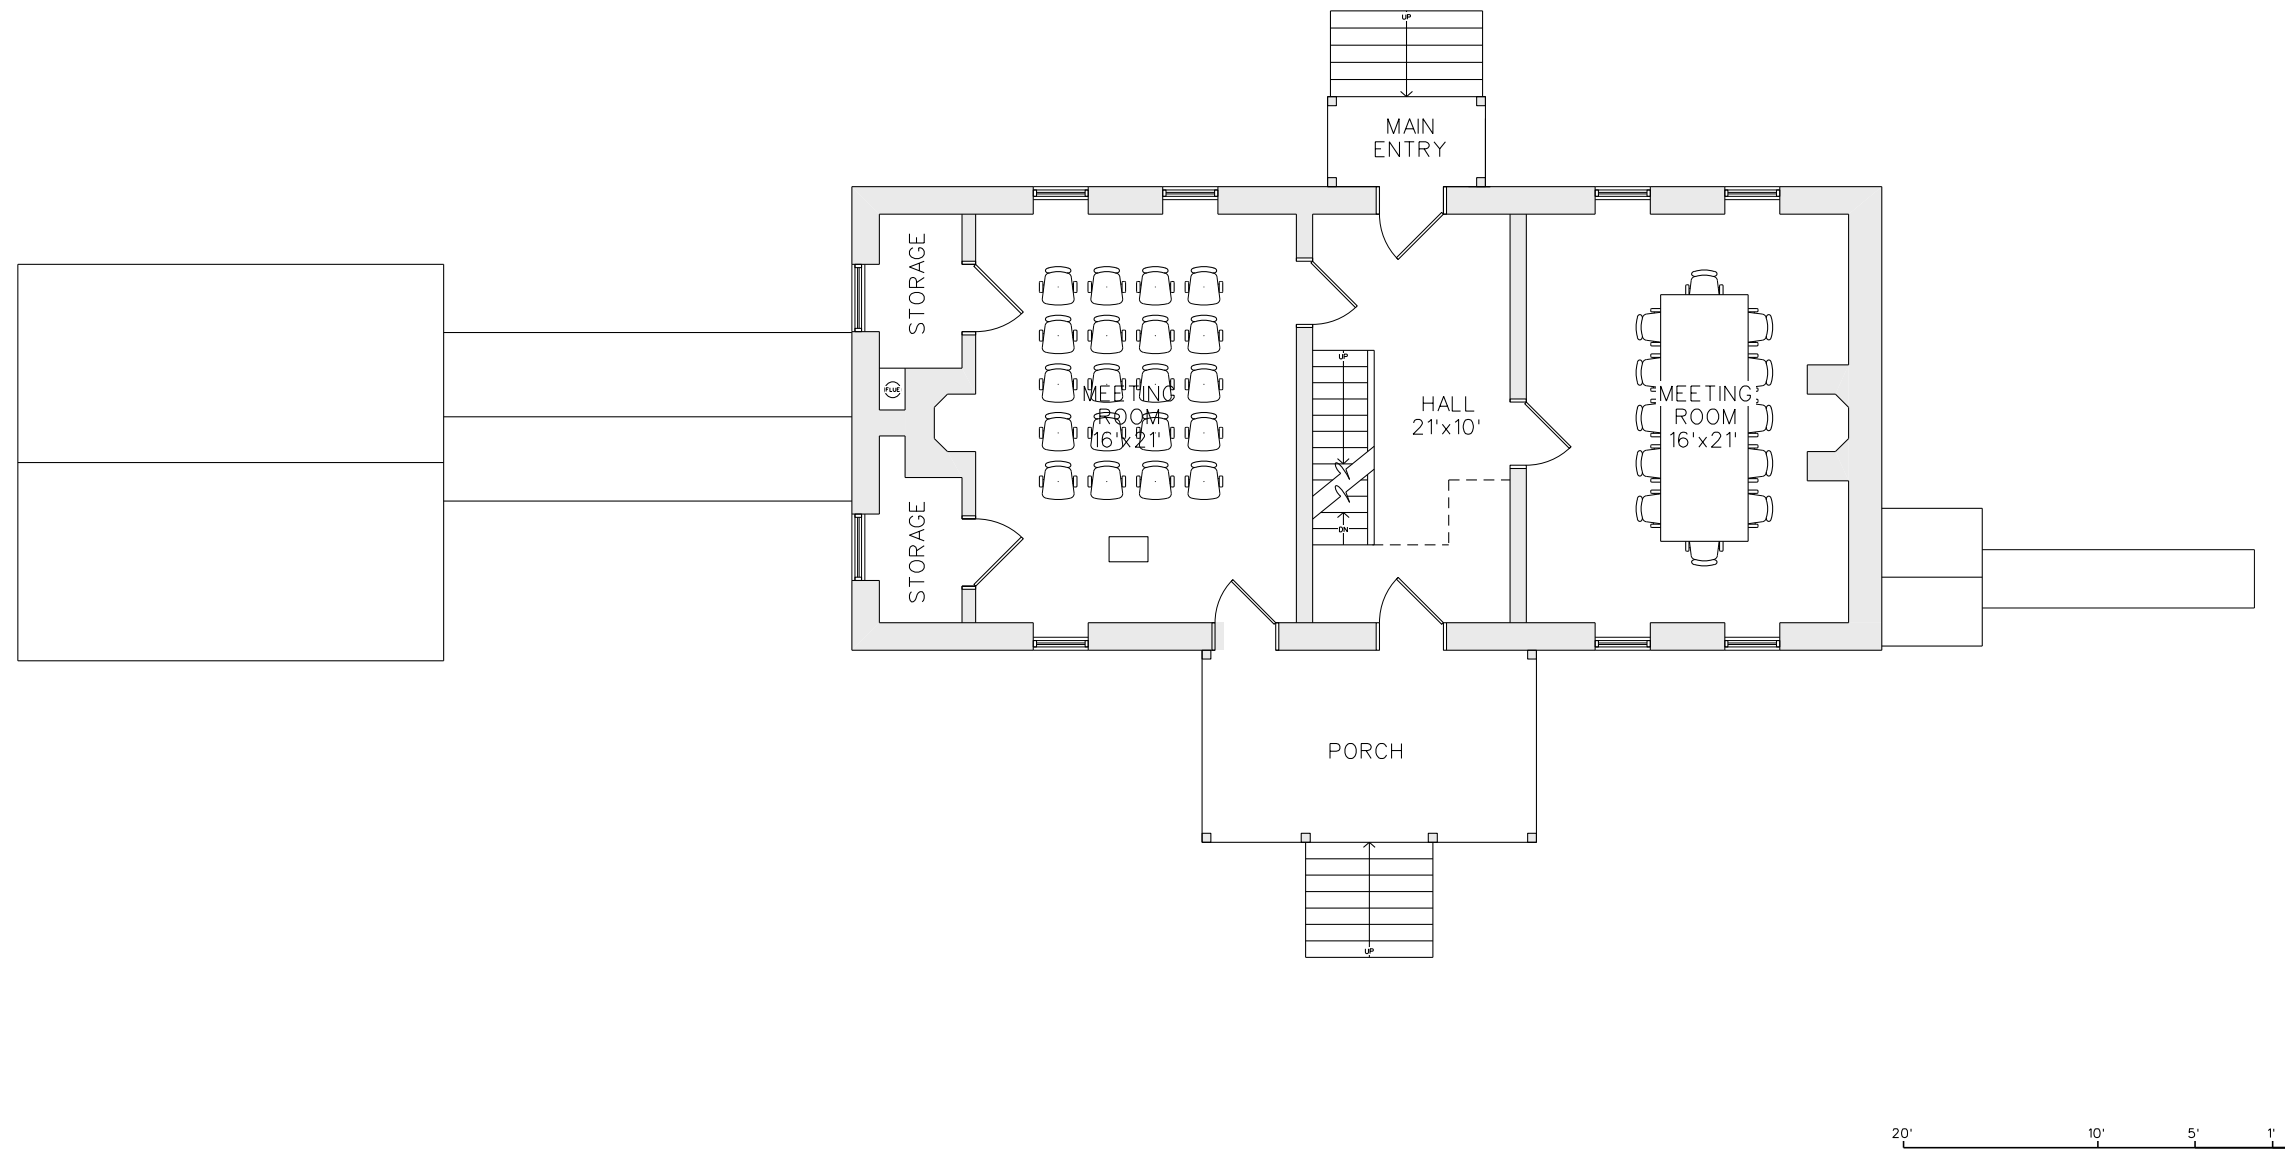 UP
MAIN
ENTRY
STORAGE
FLUE
STORAGE
MEETING
ROOM
16'x21'
UP
DN
HALL
21'x10'
MEETING
ROOM
16'x21'
PORCH
UP
20' 10' 5' 1'